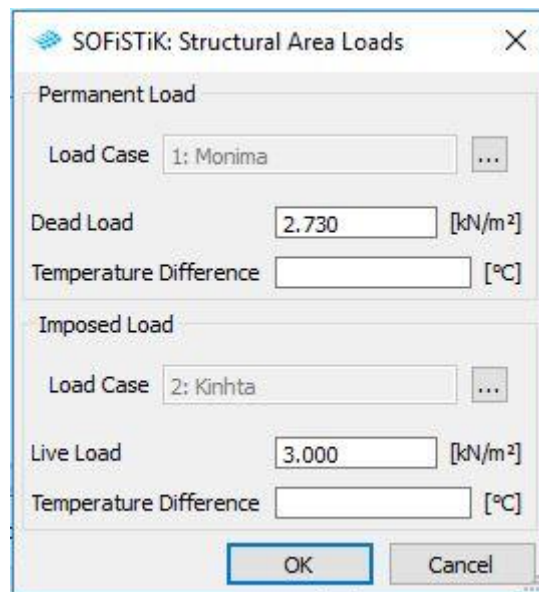 SOFiSTiK: Structural Area Loads
Permanent Load
Load Case 1: Monima ...
Dead Load 2.730 [kN/m²]
Temperature Difference [°C]
Imposed Load
Load Case 2: Kinhta ...
Live Load 3.000 [kN/m²]
Temperature Difference [°C]
OK Cancel